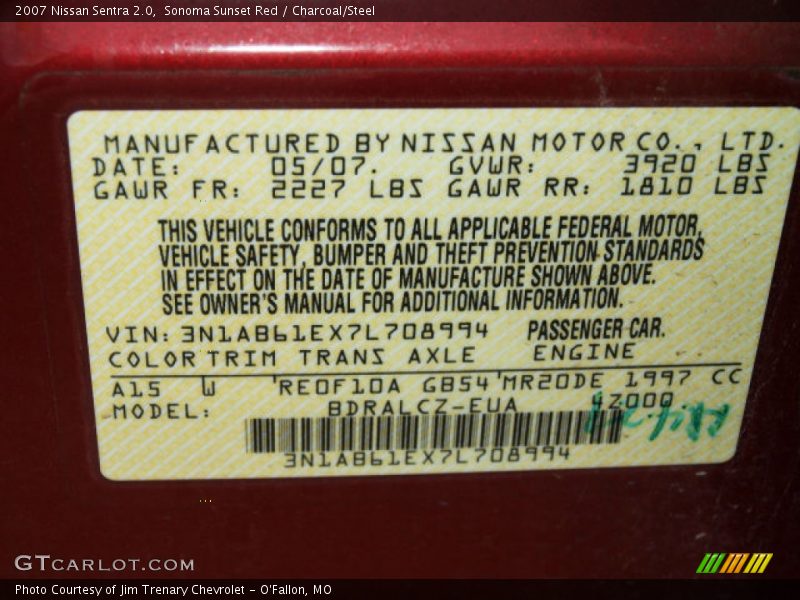 2007 Nissan Sentra 2.0,  Sonoma Sunset Red / Charcoal/Steel
MANUFACTURED BY NISSAN MOTOR CO., LTD.
DATE: 05/07. GVWR: 3920 LBS
GAWR FR: 2227 LBS GAWR RR: 1810 LBS
THIS VEHICLE CONFORMS TO ALL APPLICABLE FEDERAL MOTOR,
VEHICLE SAFETY, BUMPER AND THEFT PREVENTION STANDARDS
IN EFFECT ON THE DATE OF MANUFACTURE SHOWN ABOVE.
SEE OWNER'S MANUAL FOR ADDITIONAL INFORMATION.
VIN: 3N1AB61EX7L708994 PASSENGER CAR.
COLOR TRIM TRANS AXLE ENGINE
A15 W 'RE0F10A GB54'MR20DE 1997 CC
MODEL: BDRALCZ-EUA 4Z000
3N1AB61EX7L708994
GTCARLOT.COM
Photo Courtesy of Jim Trenary Chevrolet - O'Fallon, MO